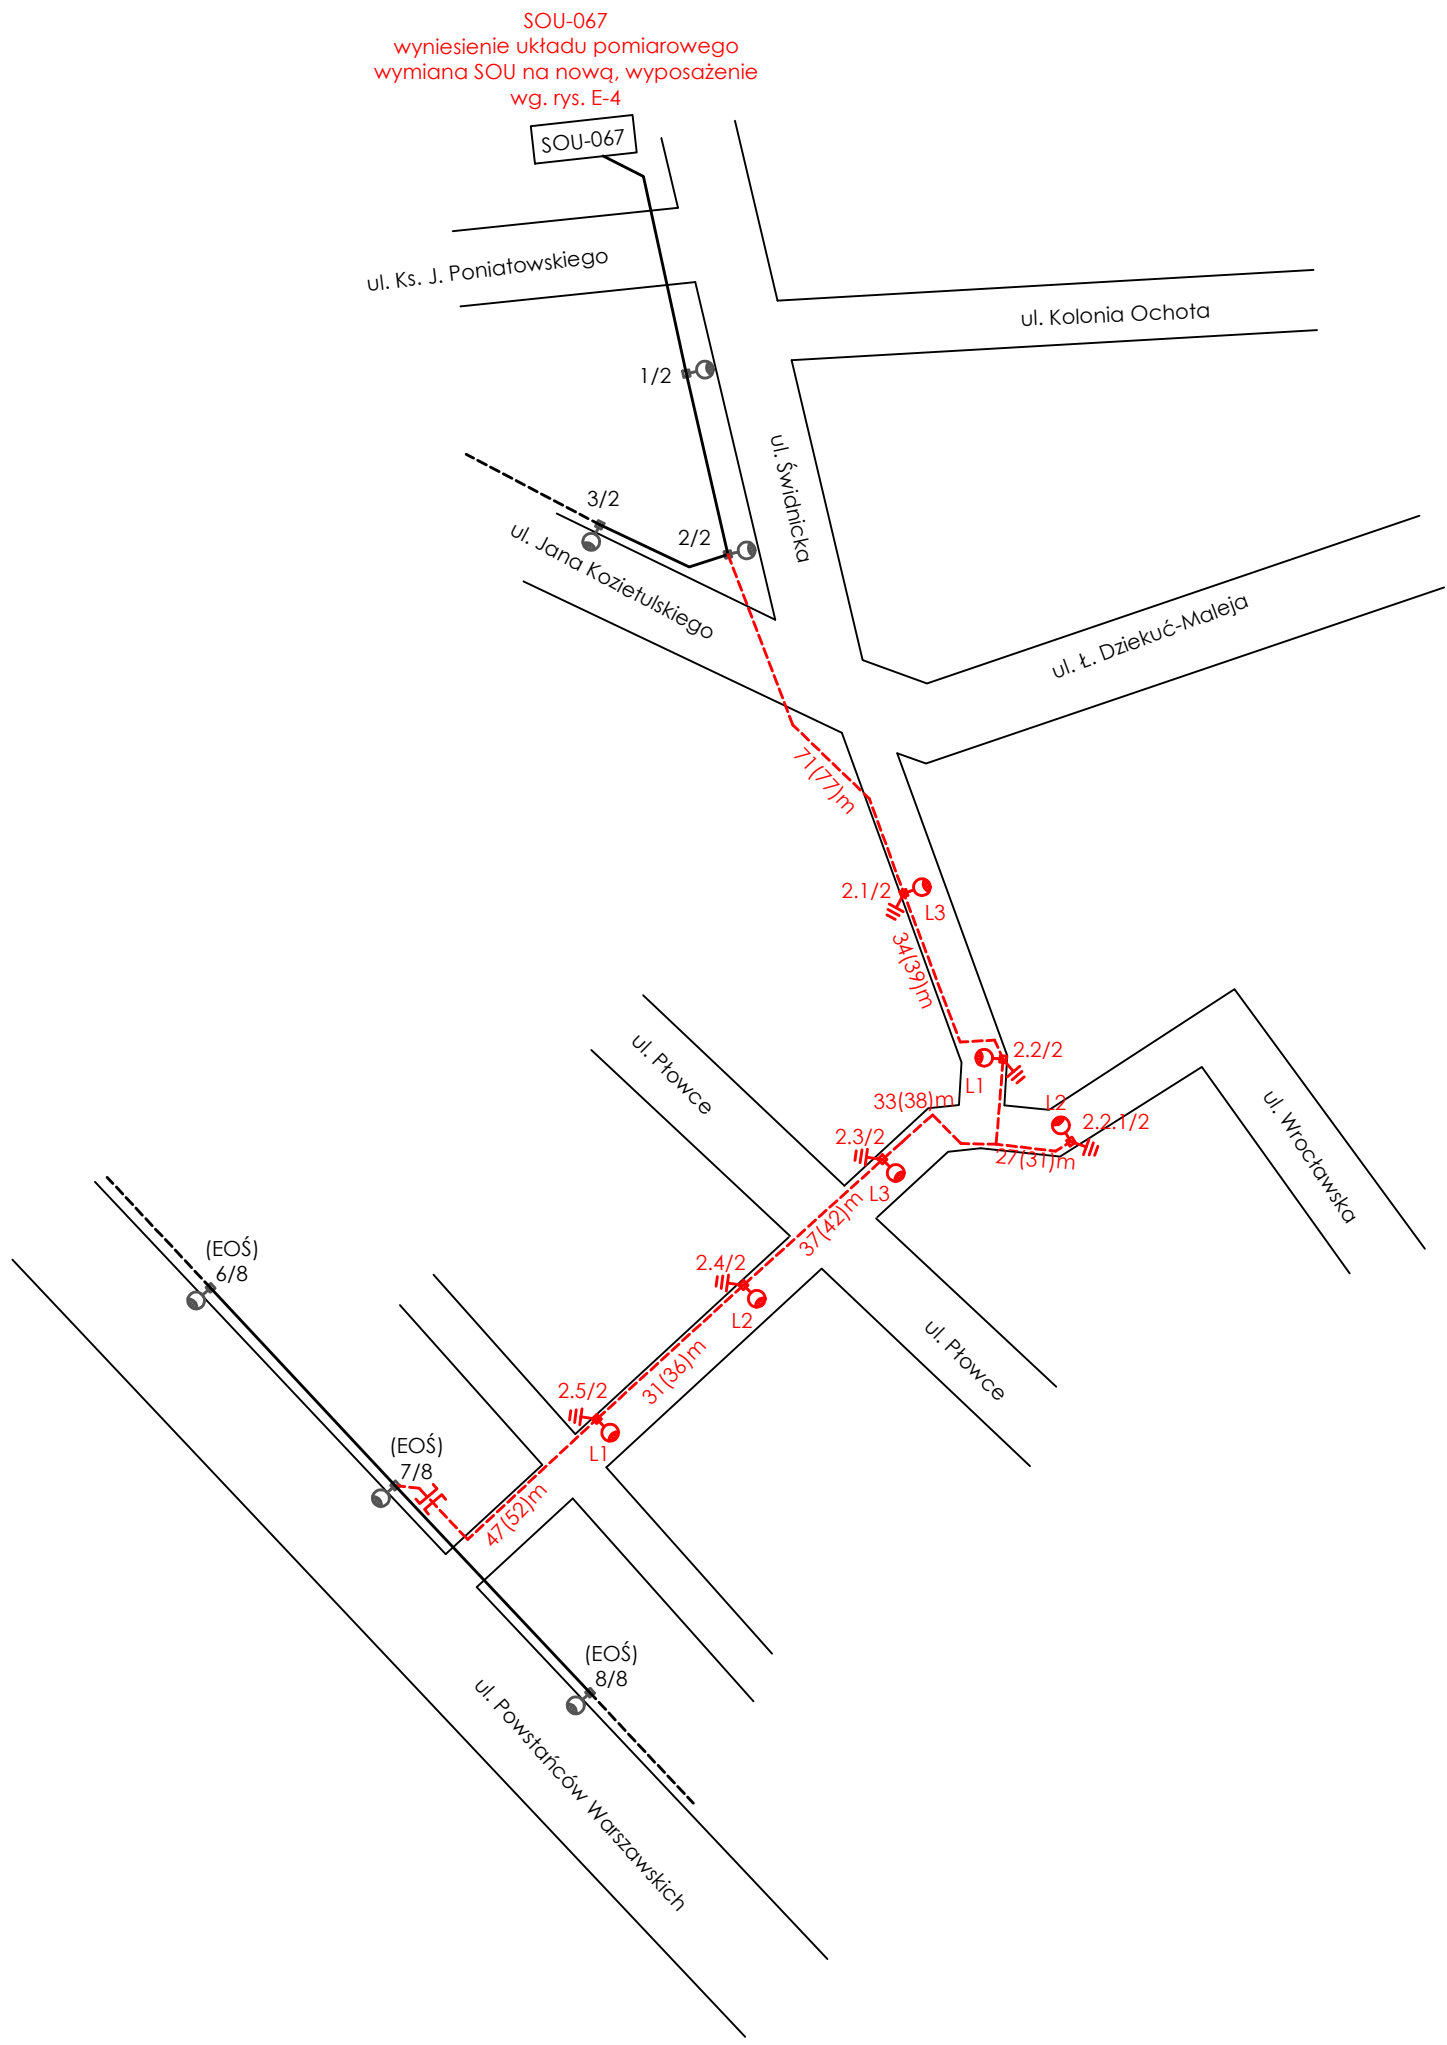 SOU-067
wyniesienie układu pomiarowego
wymiana SOU na nową, wyposażenie
wg. rys. E-4
SOU-067
ul. Ks. J. Poniatowskiego
ul. Kolonia Ochota
1/2
ul. Świdnicka
3/2
2/2
ul. Jana Kozietulskiego
ul. Ł. Dziekuć-Maleja
71(77)m
2.1/2
L3
34(39)m
2.2/2
L1
ul. Płowce
33(38)m
L2
2.2.1/2
2.3/2
27(31)m
ul. Wrocławska
L3
37(42)m
(EOŚ)
6/8
2.4/2
L2
ul. Płowce
31(36)m
2.5/2
L1
(EOŚ)
7/8
47(52)m
(EOŚ)
8/8
ul. Powstańców Warszawskich